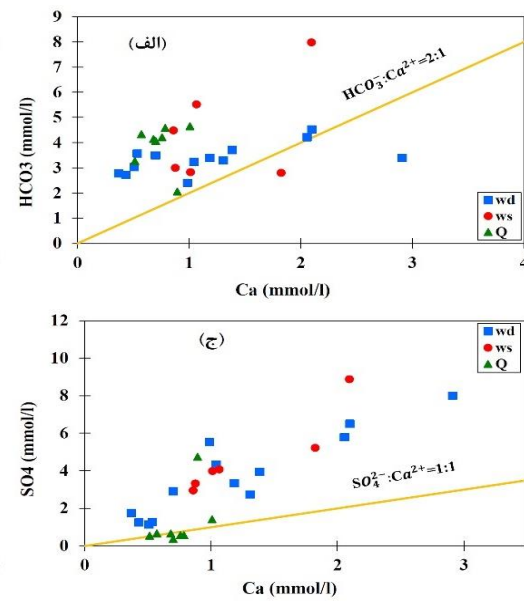 9
8
7
6
5
4
3
2
1
0
HCO3 (mmol/l)
(الف)
HCO₃⁻:Ca²⁺=2:1
wd
ws
Q
0 1 2 3 4
Ca (mmol/l)
12
10
8
6
4
2
0
SO4 (mmol/l)
(ج)
SO₄²⁻:Ca²⁺=1:1
wd
ws
Q
0 1 2 3
Ca (mmol/l)